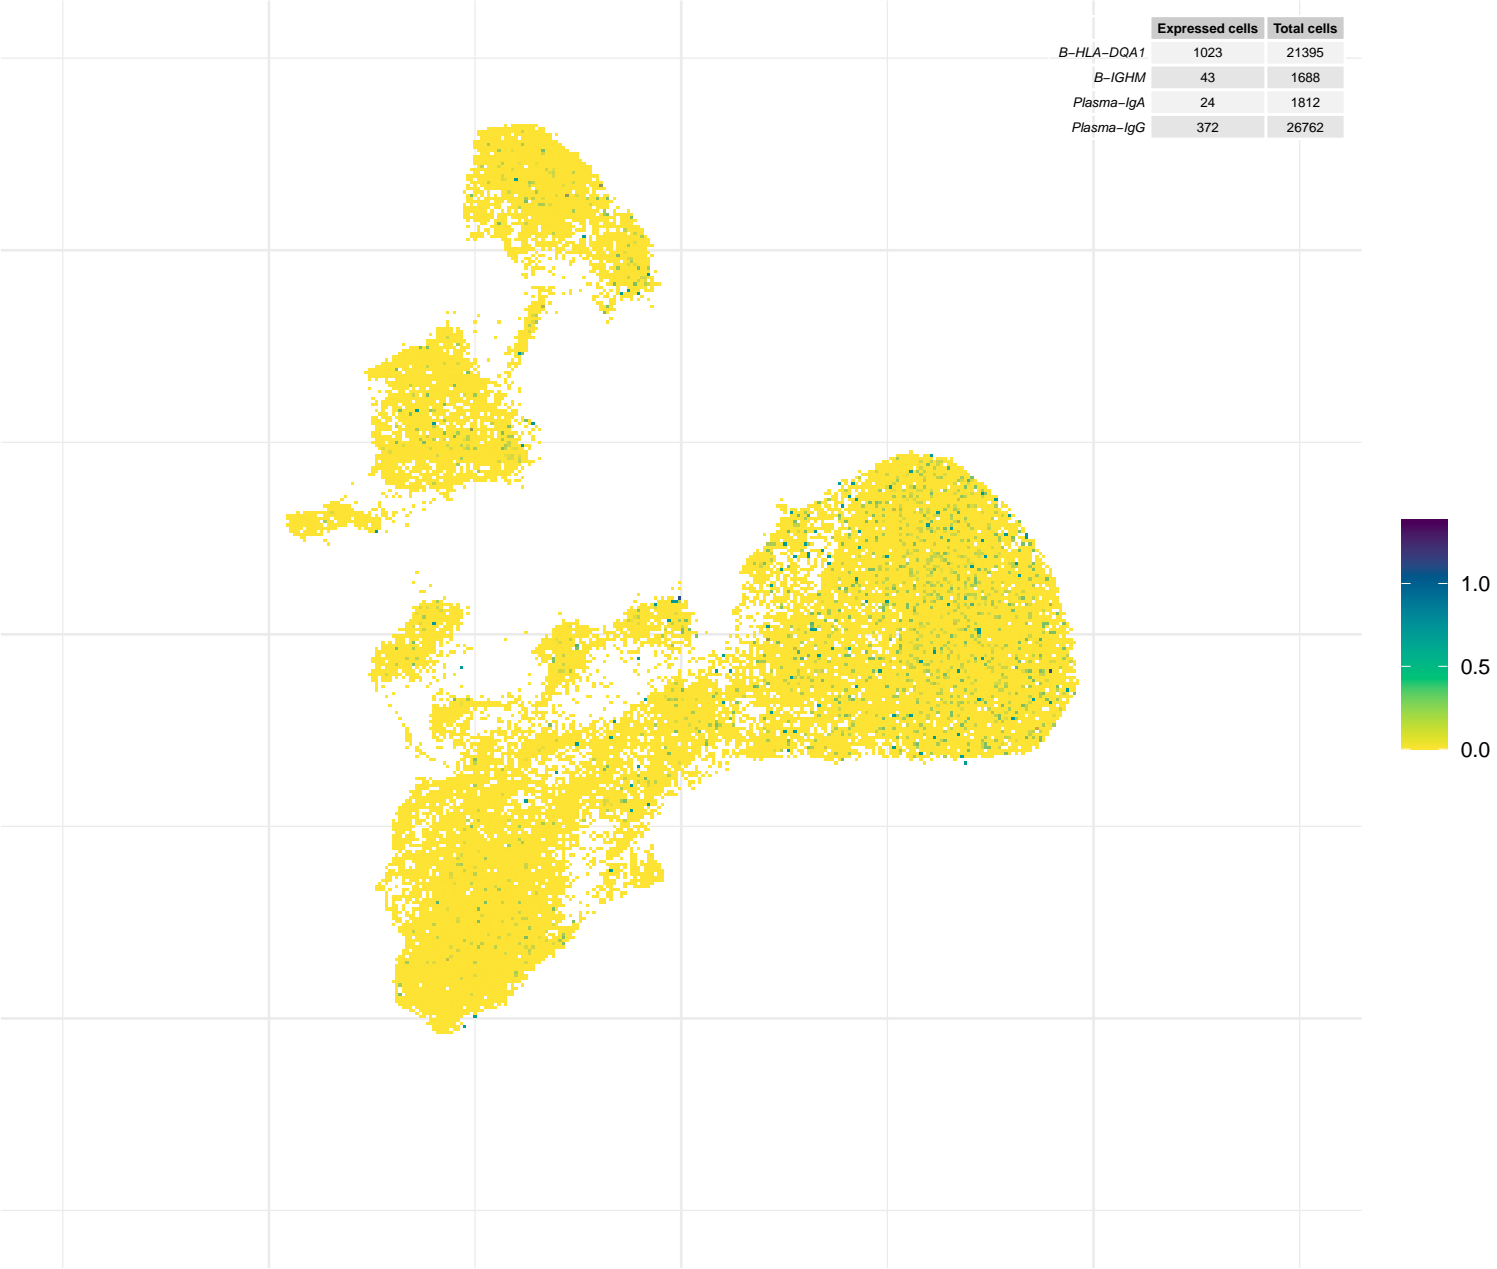 Expressed cells Total cells
B−HLA−DQA1 1023 21395
B−IGHM 43 1688
Plasma−IgA 24 1812
Plasma−IgG 372 26762
1.0
0.5
0.0